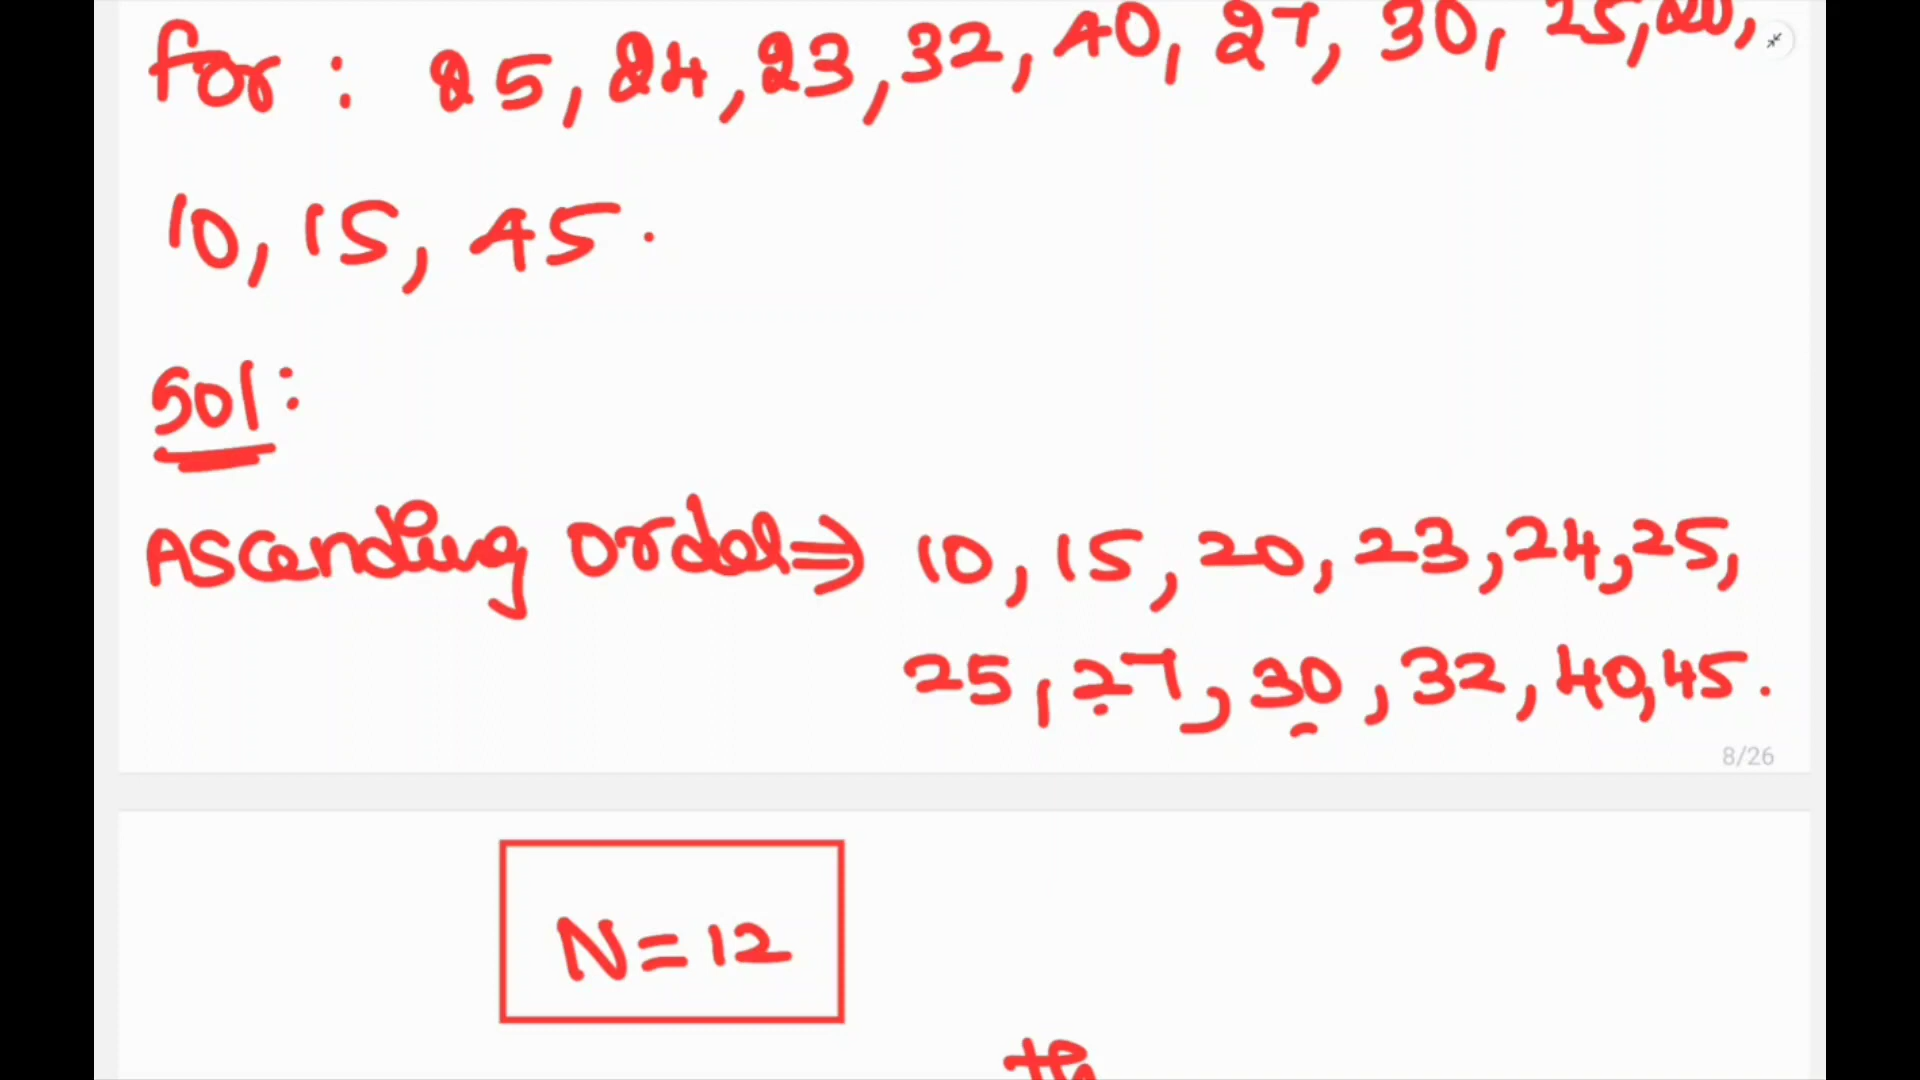 for : 25, 24, 23, 32, 40, 27, 30, 25, 20,
10, 15, 45.
Sol:
Ascending order⇒ 10, 15, 20, 23, 24, 25,
25, 27, 30, 32, 40, 45.
8/26
N=12
th